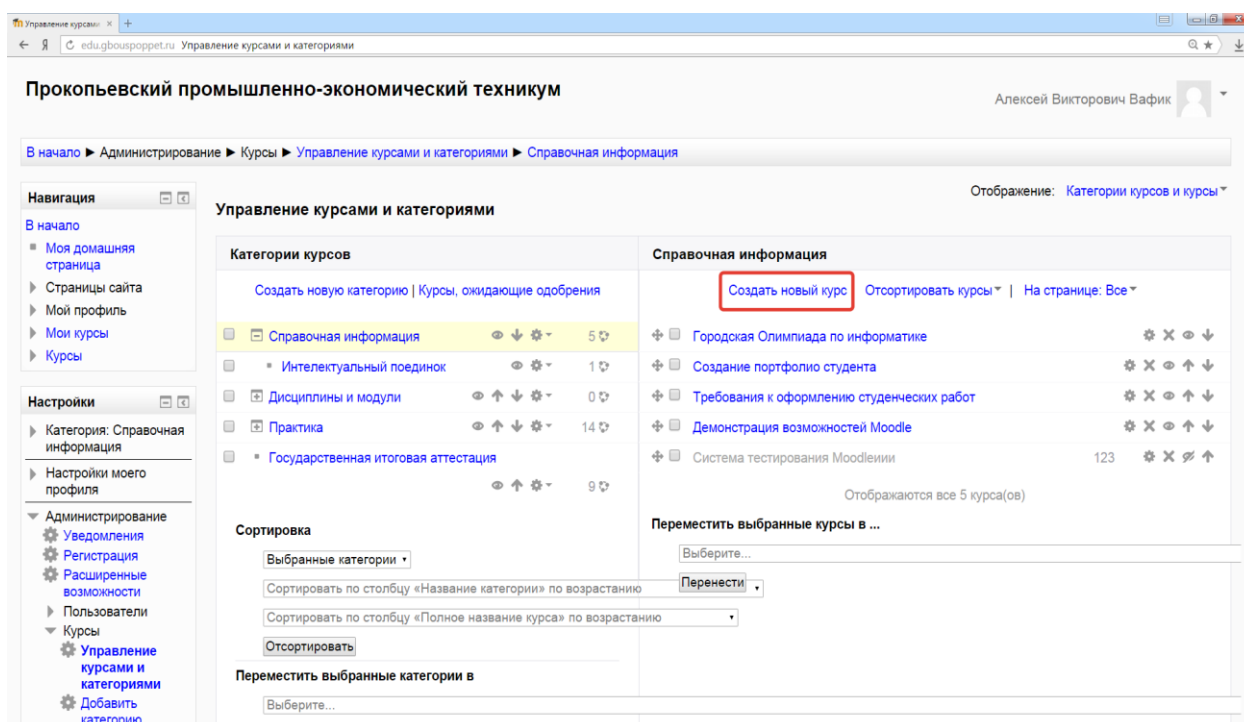 Управление курсами
edu.gbouspoppet.ru Управление курсами и категориями
Прокопьевский промышленно-экономический техникум
Алексей Викторович Вафик
В начало ► Администрирование ► Курсы ► Управление курсами и категориями ► Справочная информация
Навигация
В начало
Моя домашняя
страница
Страницы сайта
Мой профиль
Мои курсы
Курсы
Настройки
Категория: Справочная
информация
Настройки моего
профиля
Администрирование
Уведомления
Регистрация
Расширенные
возможности
Пользователи
Курсы
Управление
курсами и
категориями
Добавить
категорию
Отображение: Категории курсов и курсы
Управление курсами и категориями
Категории курсов
Создать новую категорию | Курсы, ожидающие одобрения
Справочная информация 5
Интелектуальный поединок 1
Дисциплины и модули 0
Практика 14
Государственная итоговая аттестация
9
Сортировка
Выбранные категории
Сортировать по столбцу «Название категории» по возрастанию
Сортировать по столбцу «Полное название курса» по возрастанию
Отсортировать
Переместить выбранные категории в
Выберите...
Справочная информация
Создать новый курс Отсортировать курсы | На странице: Все
Городская Олимпиада по информатике
Создание портфолио студента
Требования к оформлению студенческих работ
Демонстрация возможностей Moodle
Система тестирования Moodleиии 123
Отображаются все 5 курса(ов)
Переместить выбранные курсы в ...
Выберите...
Перенести